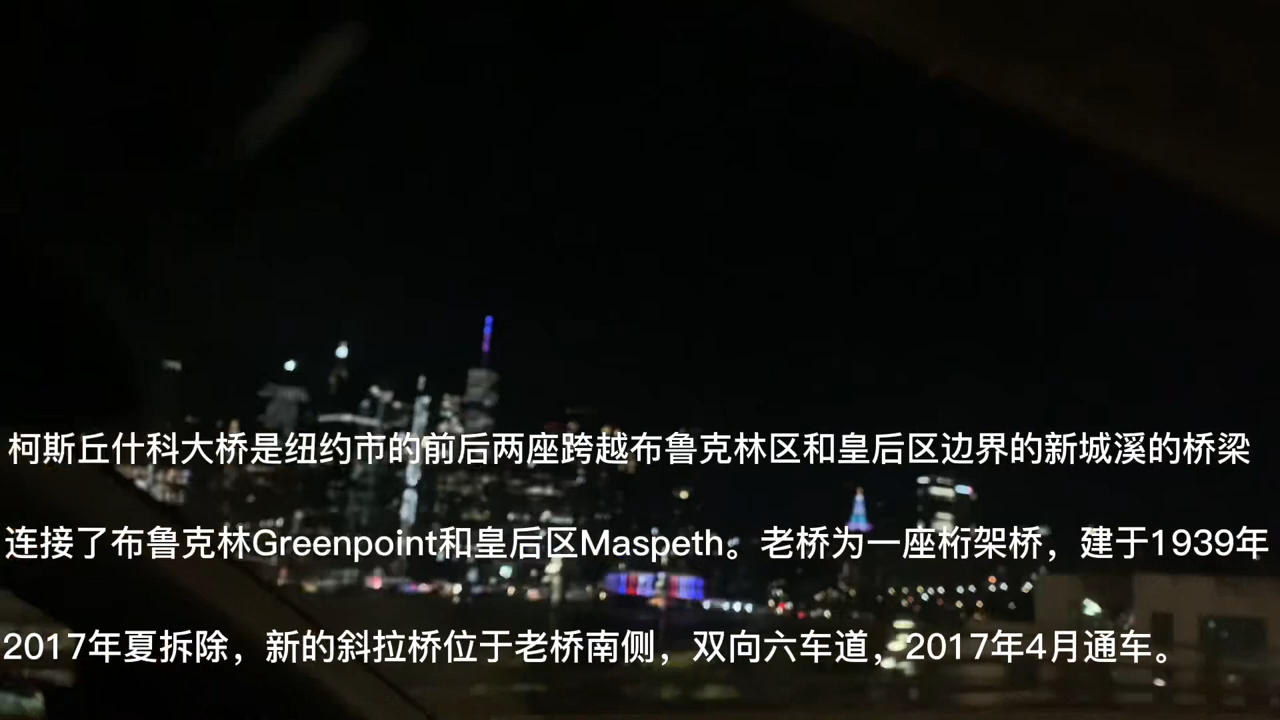 柯斯丘什科大桥是纽约市的前后两座跨越布鲁克林区和皇后区边界的新城溪的桥梁
连接了布鲁克林Greenpoint和皇后区Maspeth。老桥为一座桁架桥，建于1939年
2017年夏拆除，新的斜拉桥位于老桥南侧，双向六车道，2017年4月通车。